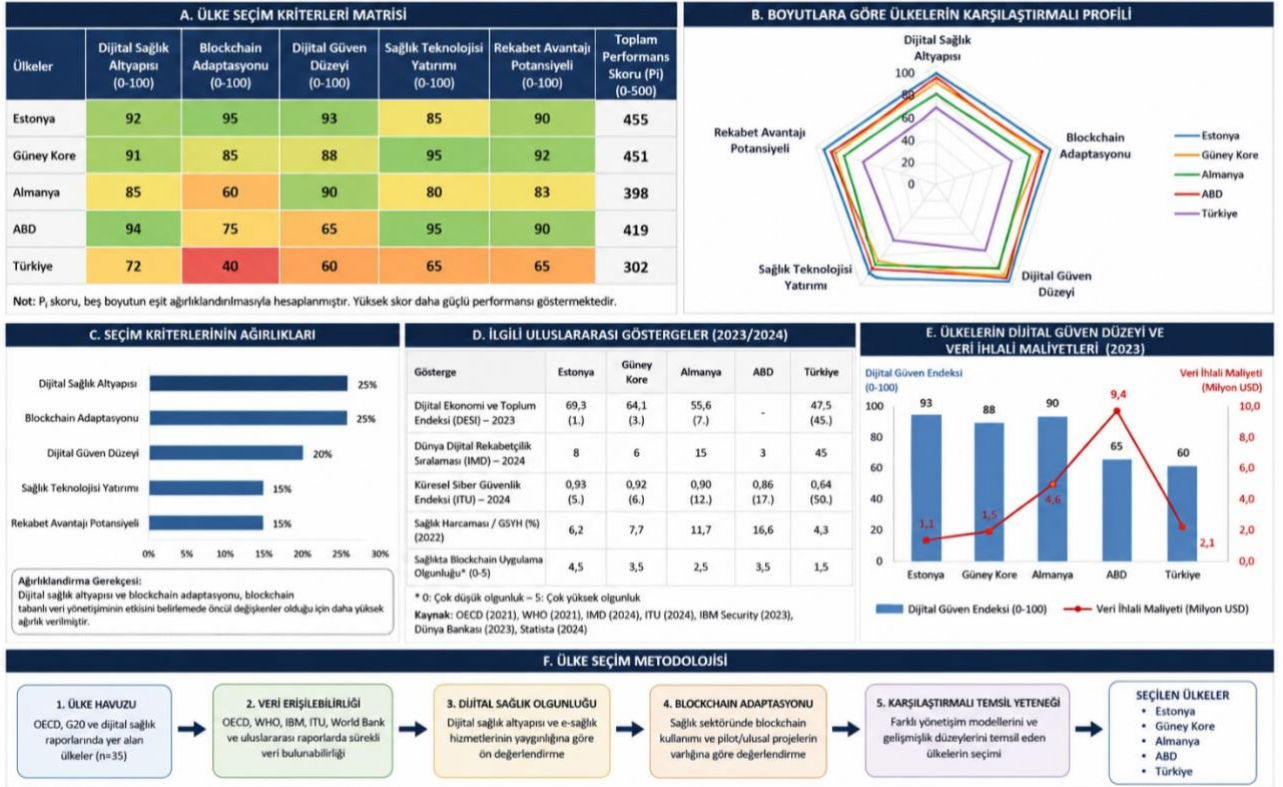 A. ÜLKE SEÇİM KRİTERLERİ MATRİSİ
Ülkeler
Dijital Sağlık
Altyapısı
(0-100)
Blockchain
Adaptasyonu
(0-100)
Dijital Güven
Düzeyi
(0-100)
Sağlık Teknolojisi
Yatırımı
(0-100)
Rekabet Avantajı
Potansiyeli
(0-100)
Toplam
Performans
Skoru (Pi)
(0-500)
Estonya 92 95 93 85 90 455
Güney Kore 91 85 88 95 92 451
Almanya 85 60 90 80 83 398
ABD 94 75 65 95 90 419
Türkiye 72 40 60 65 65 302
Not: Pi skoru, beş boyutun eşit ağırlıklandırılmasıyla hesaplanmıştır. Yüksek skor daha güçlü performansı göstermektedir.
B. BOYUTLARA GÖRE ÜLKELERİN KARŞILAŞTIRMALI PROFİLİ
Dijital Sağlık
Altyapısı
100
80
60
40
20
0
Rekabet Avantajı
Potansiyeli
Blockchain
Adaptasyonu
Sağlık Teknolojisi
Yatırımı
Dijital Güven
Düzeyi
Estonya
Güney Kore
Almanya
ABD
Türkiye
C. SEÇİM KRİTERLERİNİN AĞIRLIKLARI
Dijital Sağlık Altyapısı 25%
Blockchain Adaptasyonu 25%
Dijital Güven Düzeyi 20%
Sağlık Teknolojisi Yatırımı 15%
Rekabet Avantajı Potansiyeli 15%
0% 5% 10% 15% 20% 25% 30%
Ağırlıklandırma Gerekçesi:
Dijital sağlık altyapısı ve blockchain adaptasyonu, blockchain
tabanlı veri yönetişiminin etkisini belirlemede öncül değişkenler olduğu için daha yüksek
ağırlık verilmiştir.
D. İLGİLİ ULUSLARARASI GÖSTERGELER (2023/2024)
Gösterge Estonya Güney Kore Almanya ABD Türkiye
Dijital Ekonomi ve Toplum 69,3 64,1 55,6 - 47,5
Endeksi (DESI) – 2023 (1.) (3.) (7.) (45.)
Dünya Dijital Rekabetçilik
Sıralaması (IMD) – 2024 8 6 15 3 45
Küresel Siber Güvenlik 0,93 0,92 0,90 0,86 0,64
Endeksi (ITU) – 2024 (5.) (6.) (12.) (17.) (50.)
Sağlık Harcaması / GSYH (%)
(2022) 6,2 7,7 11,7 16,6 4,3
Sağlıkta Blockchain Uygulama
Olgunluğu* (0-5) 4,5 3,5 2,5 3,5 1,5
* 0: Çok düşük olgunluk – 5: Çok yüksek olgunluk
Kaynak: OECD (2021), WHO (2021), IMD (2024), ITU (2024), IBM Security (2023),
Dünya Bankası (2023), Statista (2024)
E. ÜLKELERİN DİJİTAL GÜVEN DÜZEYİ VE
VERİ İHLALİ MALİYETLERİ (2023)
Dijital Güven Endeksi
(0-100)
Veri İhlali Maliyeti
(Milyon USD)
100
80
60
40
20
0
93 88 90 65 60
1,1 1,5 4,6 9,4 2,1
10,0
8,0
6,0
4,0
2,0
0,0
Estonya Güney Kore Almanya ABD Türkiye
Dijital Güven Endeksi (0-100) Veri İhlali Maliyeti (Milyon USD)
F. ÜLKE SEÇİM METODOLOJİSİ
1. ÜLKE HAVUZU
OECD, G20 ve dijital sağlık
raporlarında yer alan
ülkeler (n=35)
2. VERİ ERİŞİLEBİLİRLİĞİ
OECD, WHO, IBM, ITU, World Bank
ve uluslararası raporlarda sürekli
veri bulunabilirliği
3. DİJİTAL SAĞLIK OLGUNLUĞU
Dijital sağlık altyapısı ve e-sağlık
hizmetlerinin yaygınlığına göre
ön değerlendirme
4. BLOCKCHAIN ADAPTASYONU
Sağlık sektöründe blockchain
kullanımı ve pilot/ulusal projelerin
varlığına göre değerlendirme
5. KARŞILAŞTIRMALI TEMSİL YETENEĞİ
Farklı yönetişim modellerini ve
gelişmişlik düzeylerini temsil eden
ülkelerin seçimi
SEÇİLEN ÜLKELER
• Estonya
• Güney Kore
• Almanya
• ABD
• Türkiye